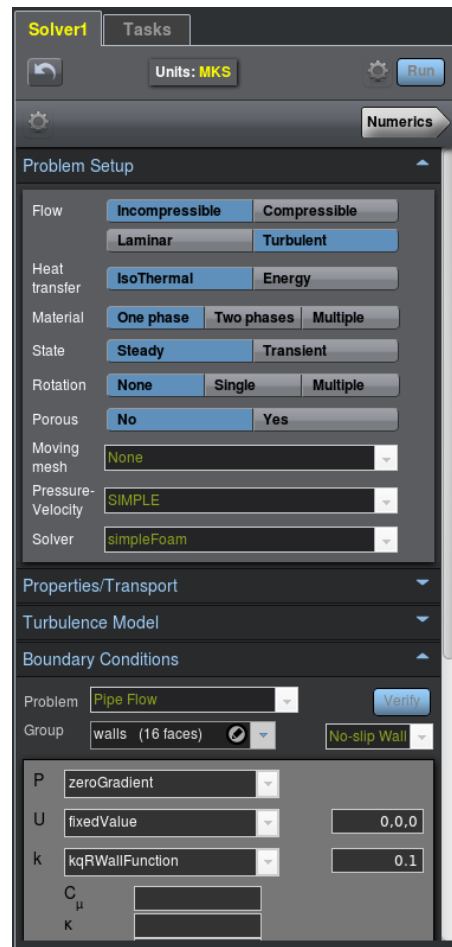 Solver1 Tasks
Units: MKS Run
Numerics
Problem Setup
Flow Incompressible Compressible
Laminar Turbulent
Heat transfer IsoThermal Energy
Material One phase Two phases Multiple
State Steady Transient
Rotation None Single Multiple
Porous No Yes
Moving mesh None
Pressure-Velocity SIMPLE
Solver simpleFoam
Properties/Transport
Turbulence Model
Boundary Conditions
Problem Pipe Flow Verify
Group walls (16 faces) No-slip Wall
P zeroGradient
U fixedValue 0,0,0
k kqRWallFunction 0.1
Cμ
κ